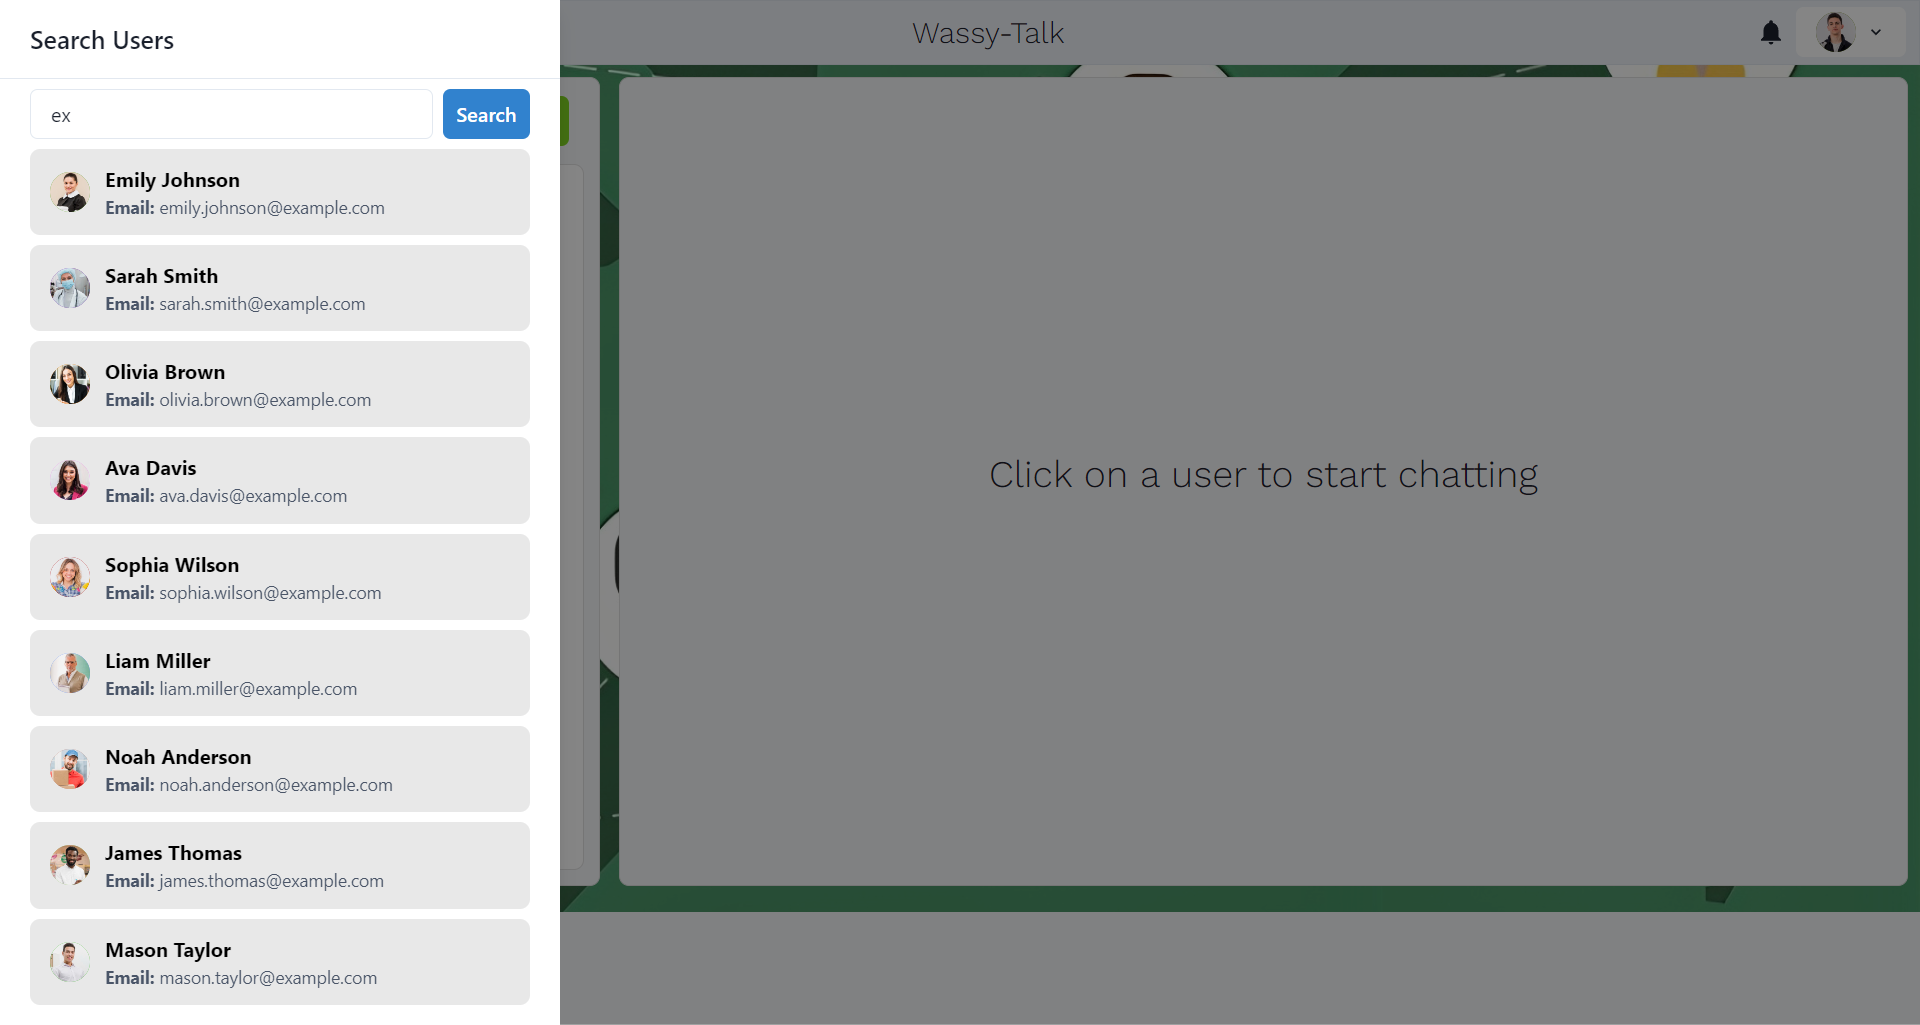 Search Users
Wassy-Talk
ex
Search
Emily Johnson
Email: emily.johnson@example.com
Sarah Smith
Email: sarah.smith@example.com
Olivia Brown
Email: olivia.brown@example.com
Ava Davis
Email: ava.davis@example.com
Sophia Wilson
Email: sophia.wilson@example.com
Liam Miller
Email: liam.miller@example.com
Noah Anderson
Email: noah.anderson@example.com
James Thomas
Email: james.thomas@example.com
Mason Taylor
Email: mason.taylor@example.com
Click on a user to start chatting